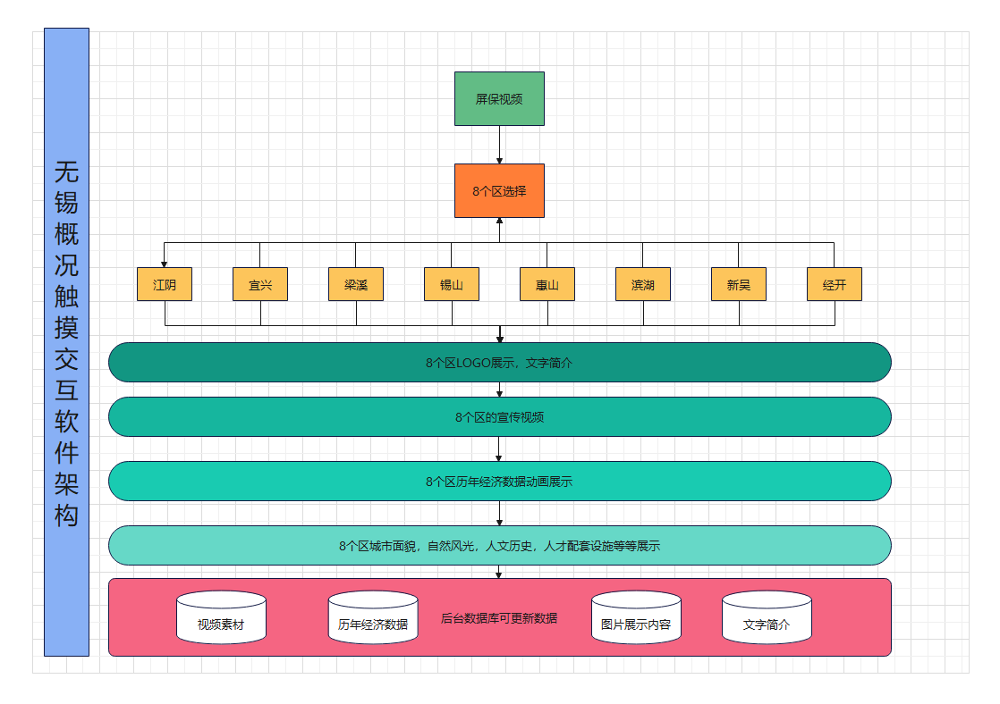 无锡概况触摸交互软件架构
屏保视频
8个区选择
江阴
宜兴
梁溪
锡山
惠山
滨湖
新吴
经开
8个区LOGO展示，文字简介
8个区的宣传视频
8个区历年经济数据动画展示
8个区城市面貌，自然风光，人文历史，人才配套设施等等展示
视频素材
历年经济数据
后台数据库可更新数据
图片展示内容
文字简介